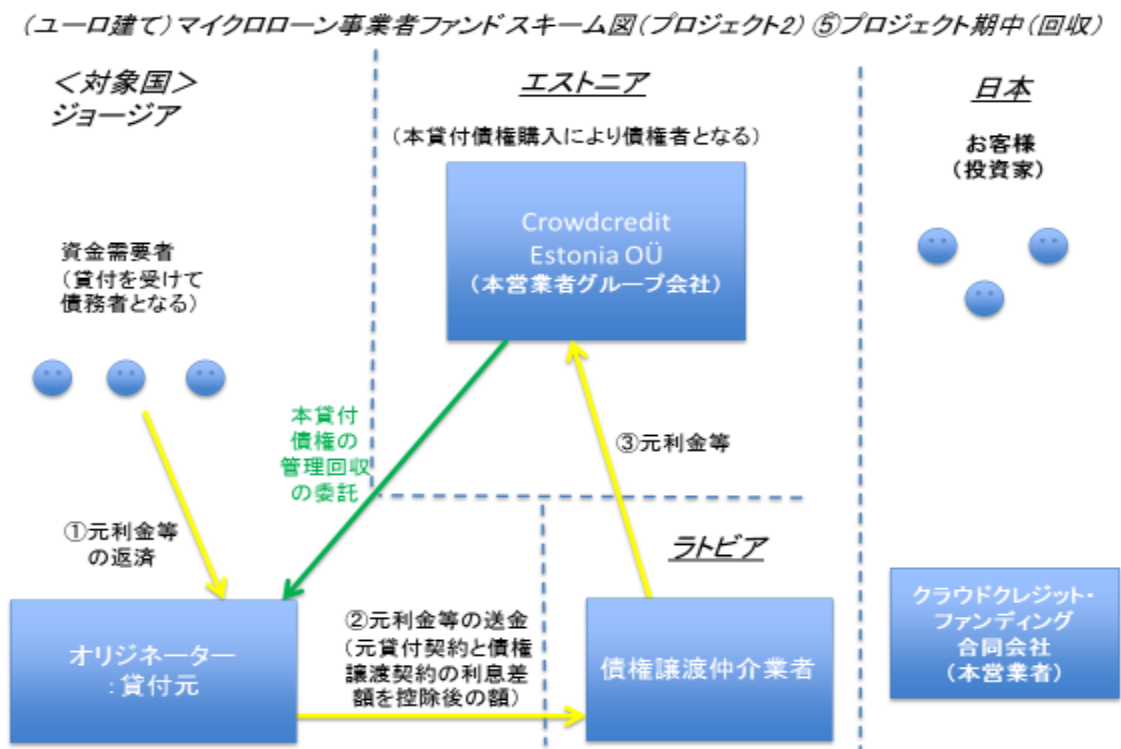 （ユーロ建て）マイクロローン事業者ファンドスキーム図（プロジェクト2）⑤プロジェクト期中（回収）
＜対象国＞
ジョージア
エストニア
日本
（本貸付債権購入により債権者となる）
お客様
（投資家）
Crowdcredit
Estonia OÜ
（本営業者グループ会社）
資金需要者
（貸付を受けて
債務者となる）
本貸付
債権の
管理回収
の委託
③元利金等
①元利金等
の返済
ラトビア
オリジネーター
：貸付元
②元利金等の送金
（元貸付契約と債権
譲渡契約の利息差
額を控除後の額）
債権譲渡仲介業者
クラウドクレジット・
ファンディング
合同会社
（本営業者）